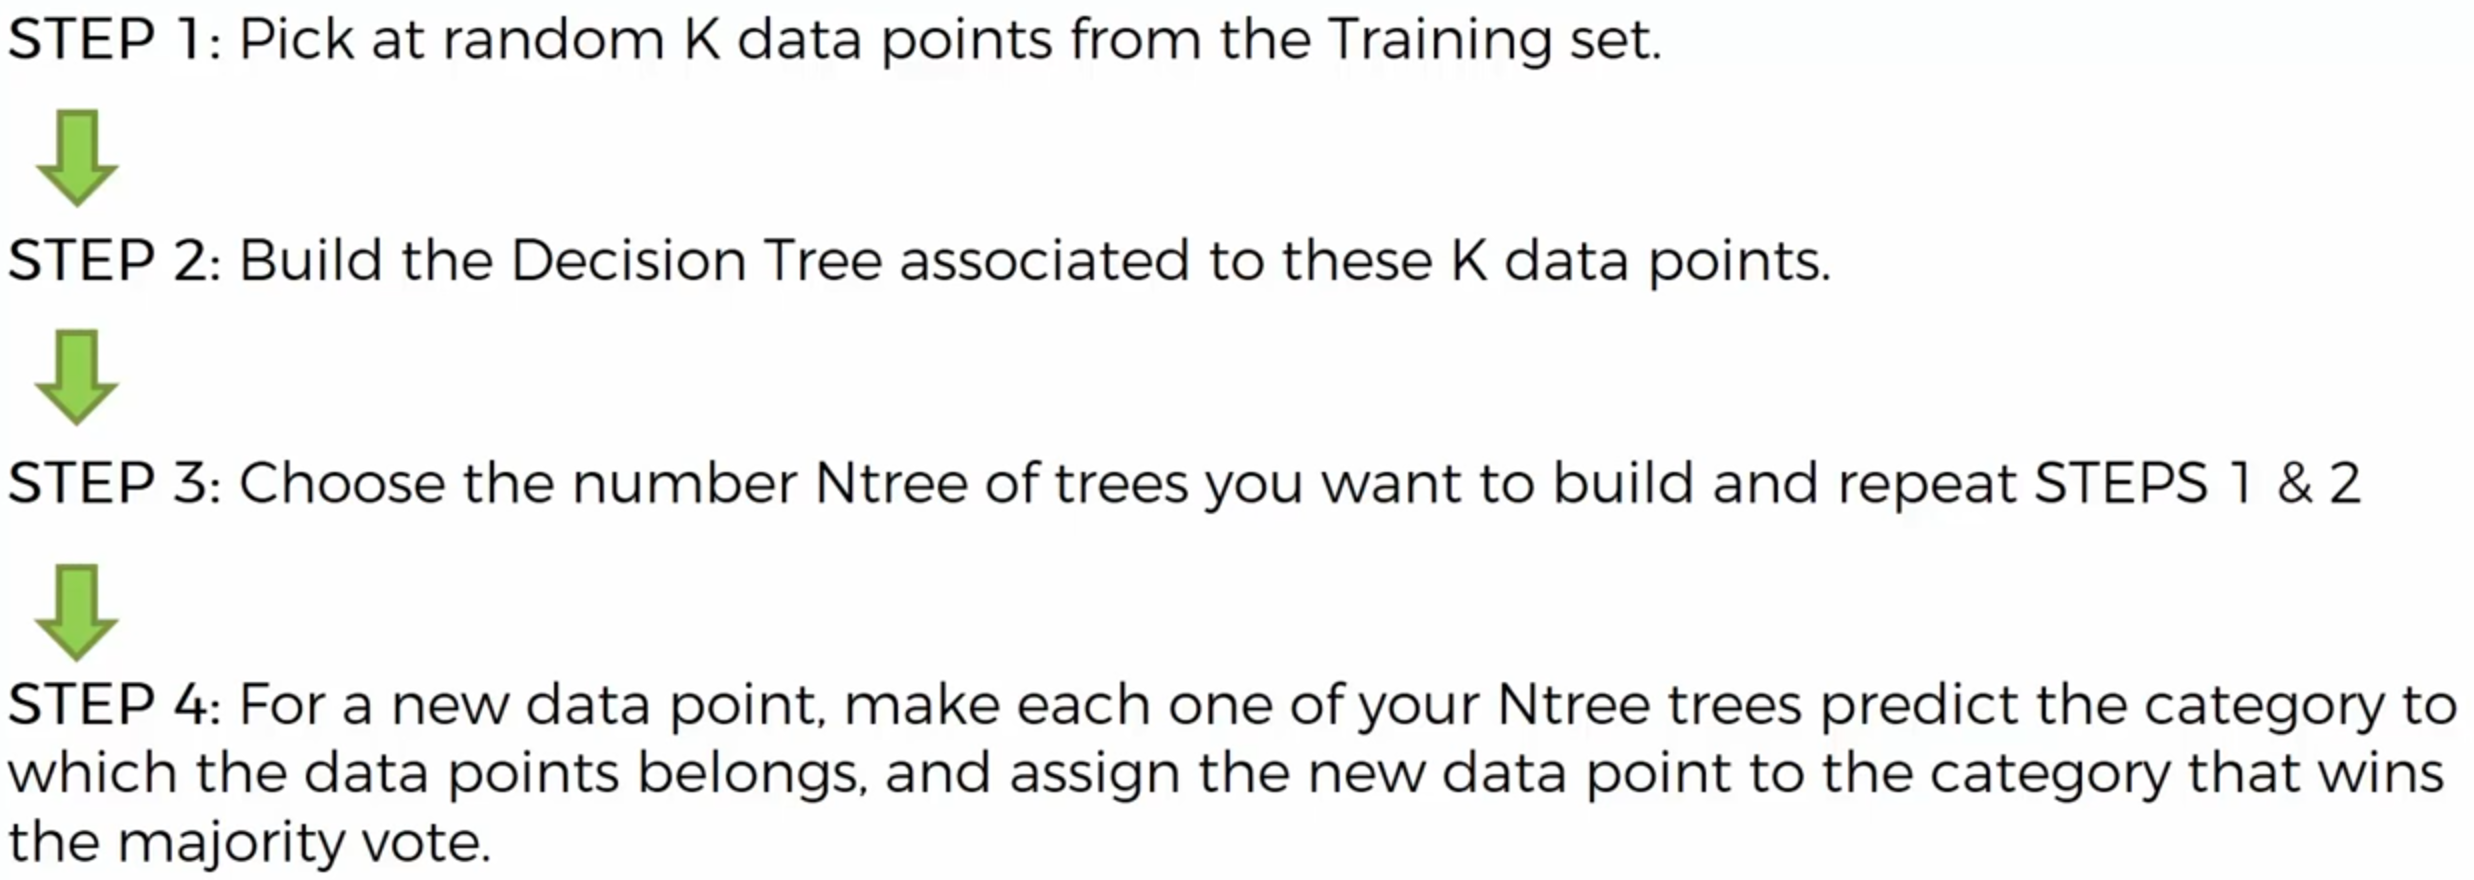 STEP 1: Pick at random K data points from the Training set.
STEP 2: Build the Decision Tree associated to these K data points.
STEP 3: Choose the number Ntree of trees you want to build and repeat STEPS 1 & 2
STEP 4: For a new data point, make each one of your Ntree trees predict the category to
which the data points belongs, and assign the new data point to the category that wins
the majority vote.